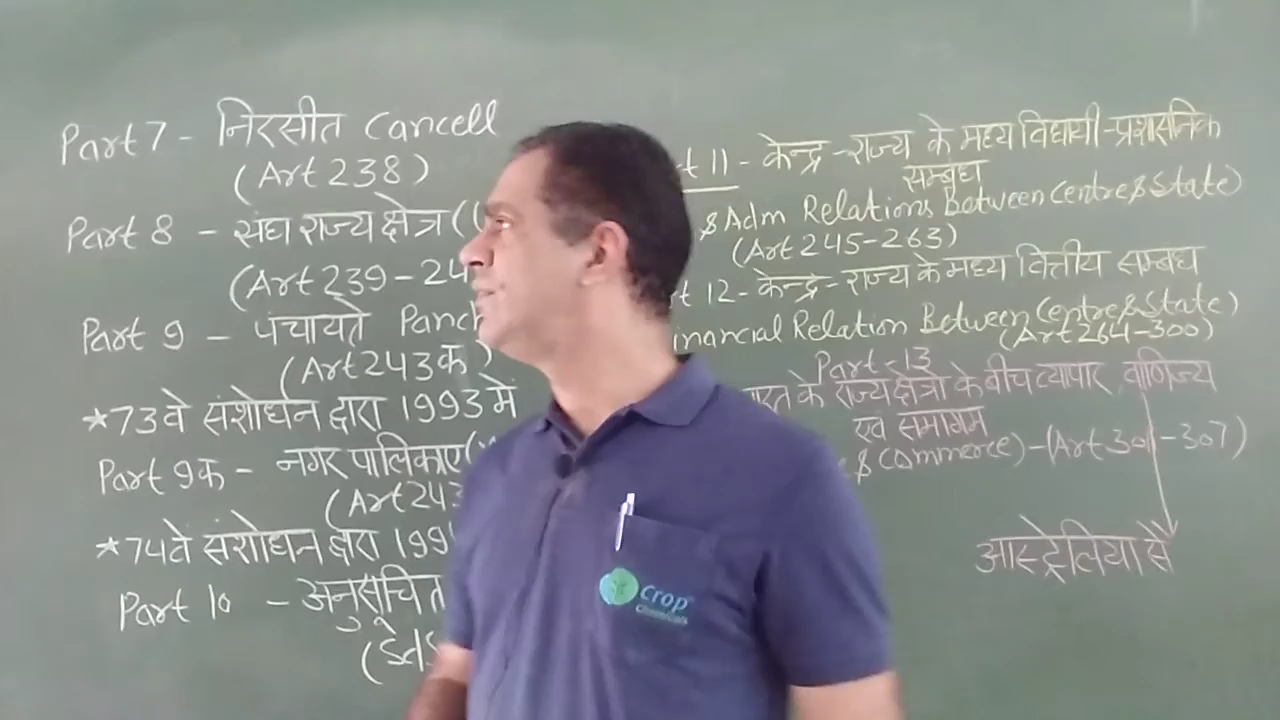 Part 7 - निरसीत Cancell
(Art 238)
Part 8 - संघ राज्य क्षेत्र (
(Art 239-24
Part 9 - पंचायते Panch
(Art 243क)
*73वे संशोर्धन द्वारा 1993 में
Part 9क - नगर पालिकाए (
(Art 243
*74वे संशोधन द्वारा 199
Part 10 - अनुसूचित
(
t 11 - केन्द्र-राज्य के मध्य विधायी-प्रशासनिक
सम्बंध
& Adm Relations Between Centre & State)
(Art 245-263)
t 12- केन्द्र-राज्य के मध्य वित्तीय सम्बंध
inancial Relation Between Centre & State)
(Art 264-300)
Part-13
के राज्यक्षेत्रों के बीच व्यापार, वाणिज्य
एवं समागम
& Commerce)-(Art 301-307)
आस्ट्रेलिया से
Crop
Chemicals